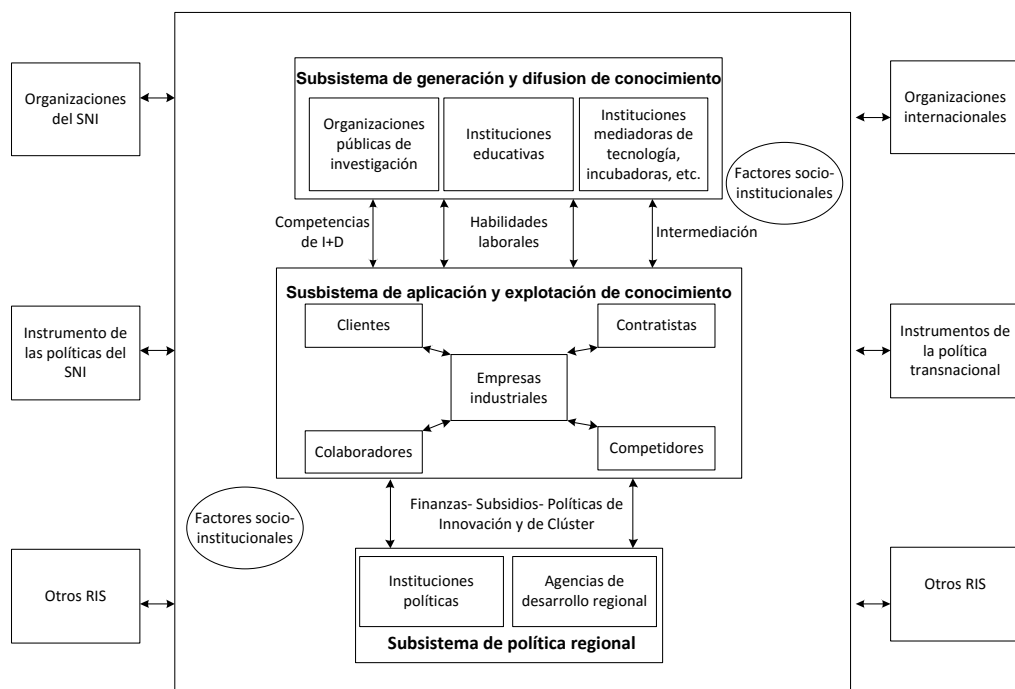 Subsistema de generación y difusion de conocimiento
Organizaciones
públicas de
investigación
Instituciones
educativas
Instituciones
mediadoras de
tecnología,
incubadoras, etc.
Organizaciones
del SNI
Organizaciones
internacionales
Factores socio-
institucionales
Competencias
de I+D
Habilidades
laborales
Intermediación
Susbistema de aplicación y explotación de conocimiento
Clientes
Contratistas
Empresas
industriales
Colaboradores
Competidores
Instrumento de
las políticas del
SNI
Instrumentos de
la política
transnacional
Finanzas- Subsidios- Políticas de
Innovación y de Clúster
Factores socio-
institucionales
Instituciones
políticas
Agencias de
desarrollo regional
Subsistema de política regional
Otros RIS
Otros RIS